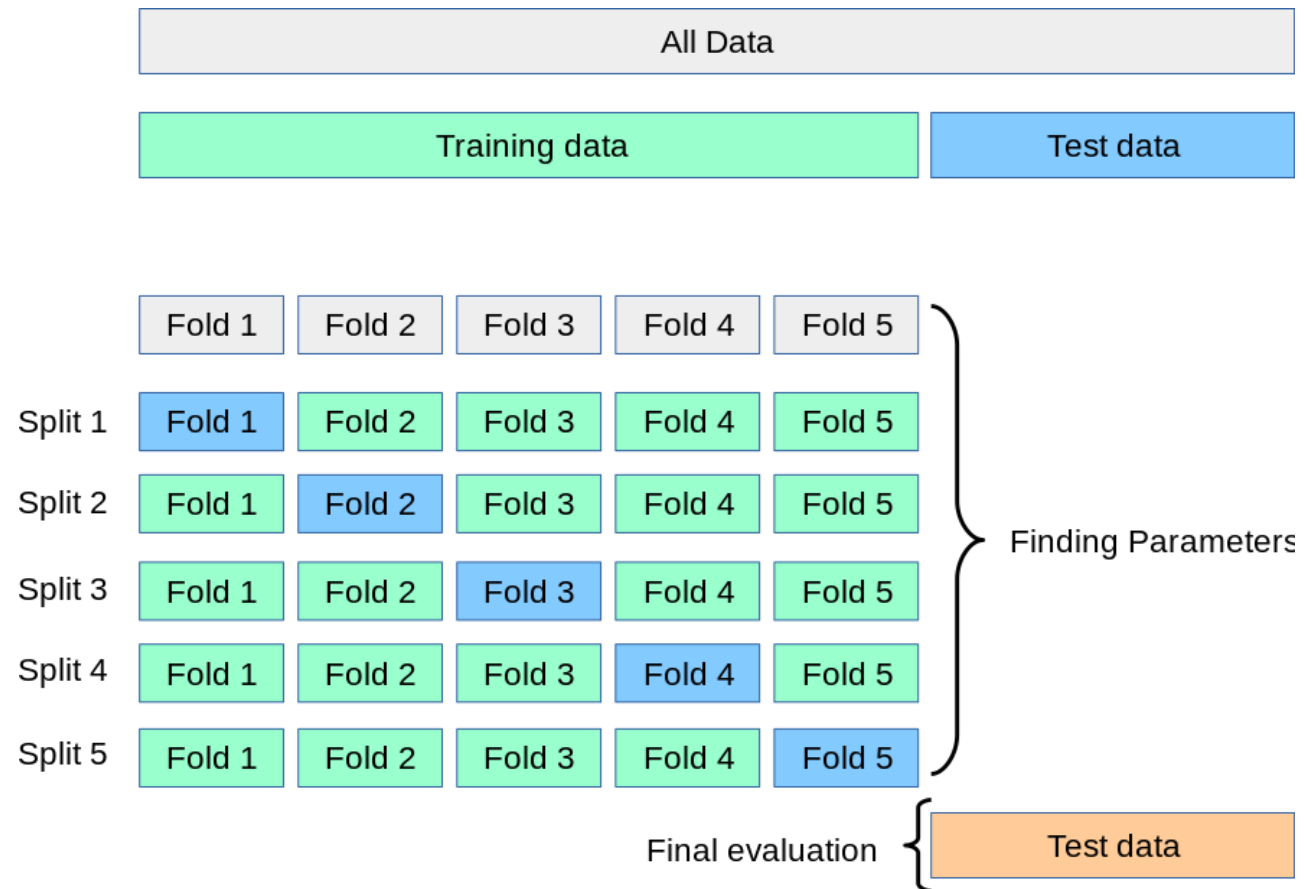 All Data
Training data Test data
Fold 1 Fold 2 Fold 3 Fold 4 Fold 5
Split 1 Fold 1 Fold 2 Fold 3 Fold 4 Fold 5
Split 2 Fold 1 Fold 2 Fold 3 Fold 4 Fold 5
Finding Parameters
Split 3 Fold 1 Fold 2 Fold 3 Fold 4 Fold 5
Split 4 Fold 1 Fold 2 Fold 3 Fold 4 Fold 5
Split 5 Fold 1 Fold 2 Fold 3 Fold 4 Fold 5
Final evaluation Test data